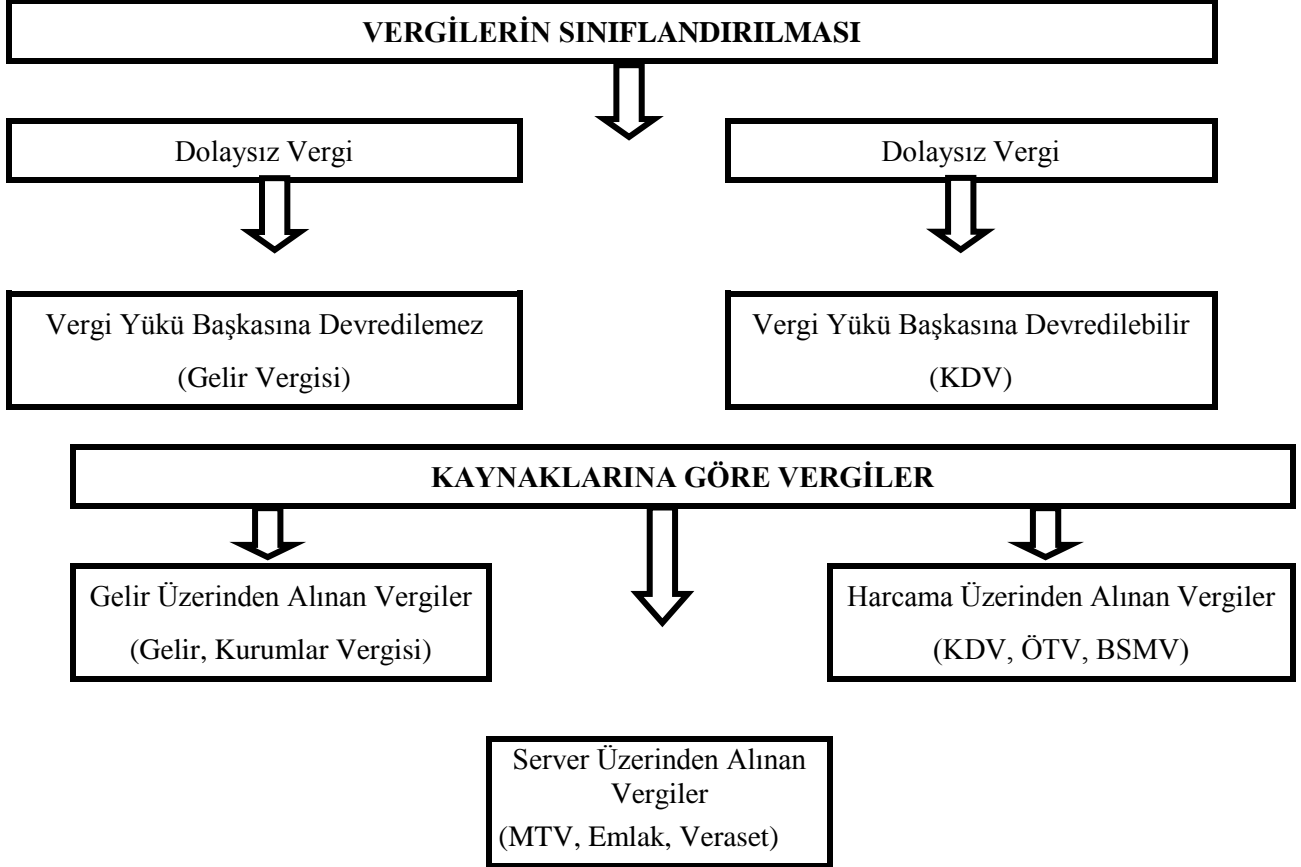 VERGİLERİN SINIFLANDIRILMASI
Dolaysız Vergi
Dolaysız Vergi
Vergi Yükü Başkasına Devredilemez
(Gelir Vergisi)
Vergi Yükü Başkasına Devredilebilir
(KDV)
KAYNAKLARINA GÖRE VERGİLER
Gelir Üzerinden Alınan Vergiler
(Gelir, Kurumlar Vergisi)
Harcama Üzerinden Alınan Vergiler
(KDV, ÖTV, BSMV)
Server Üzerinden Alınan
Vergiler
(MTV, Emlak, Veraset)